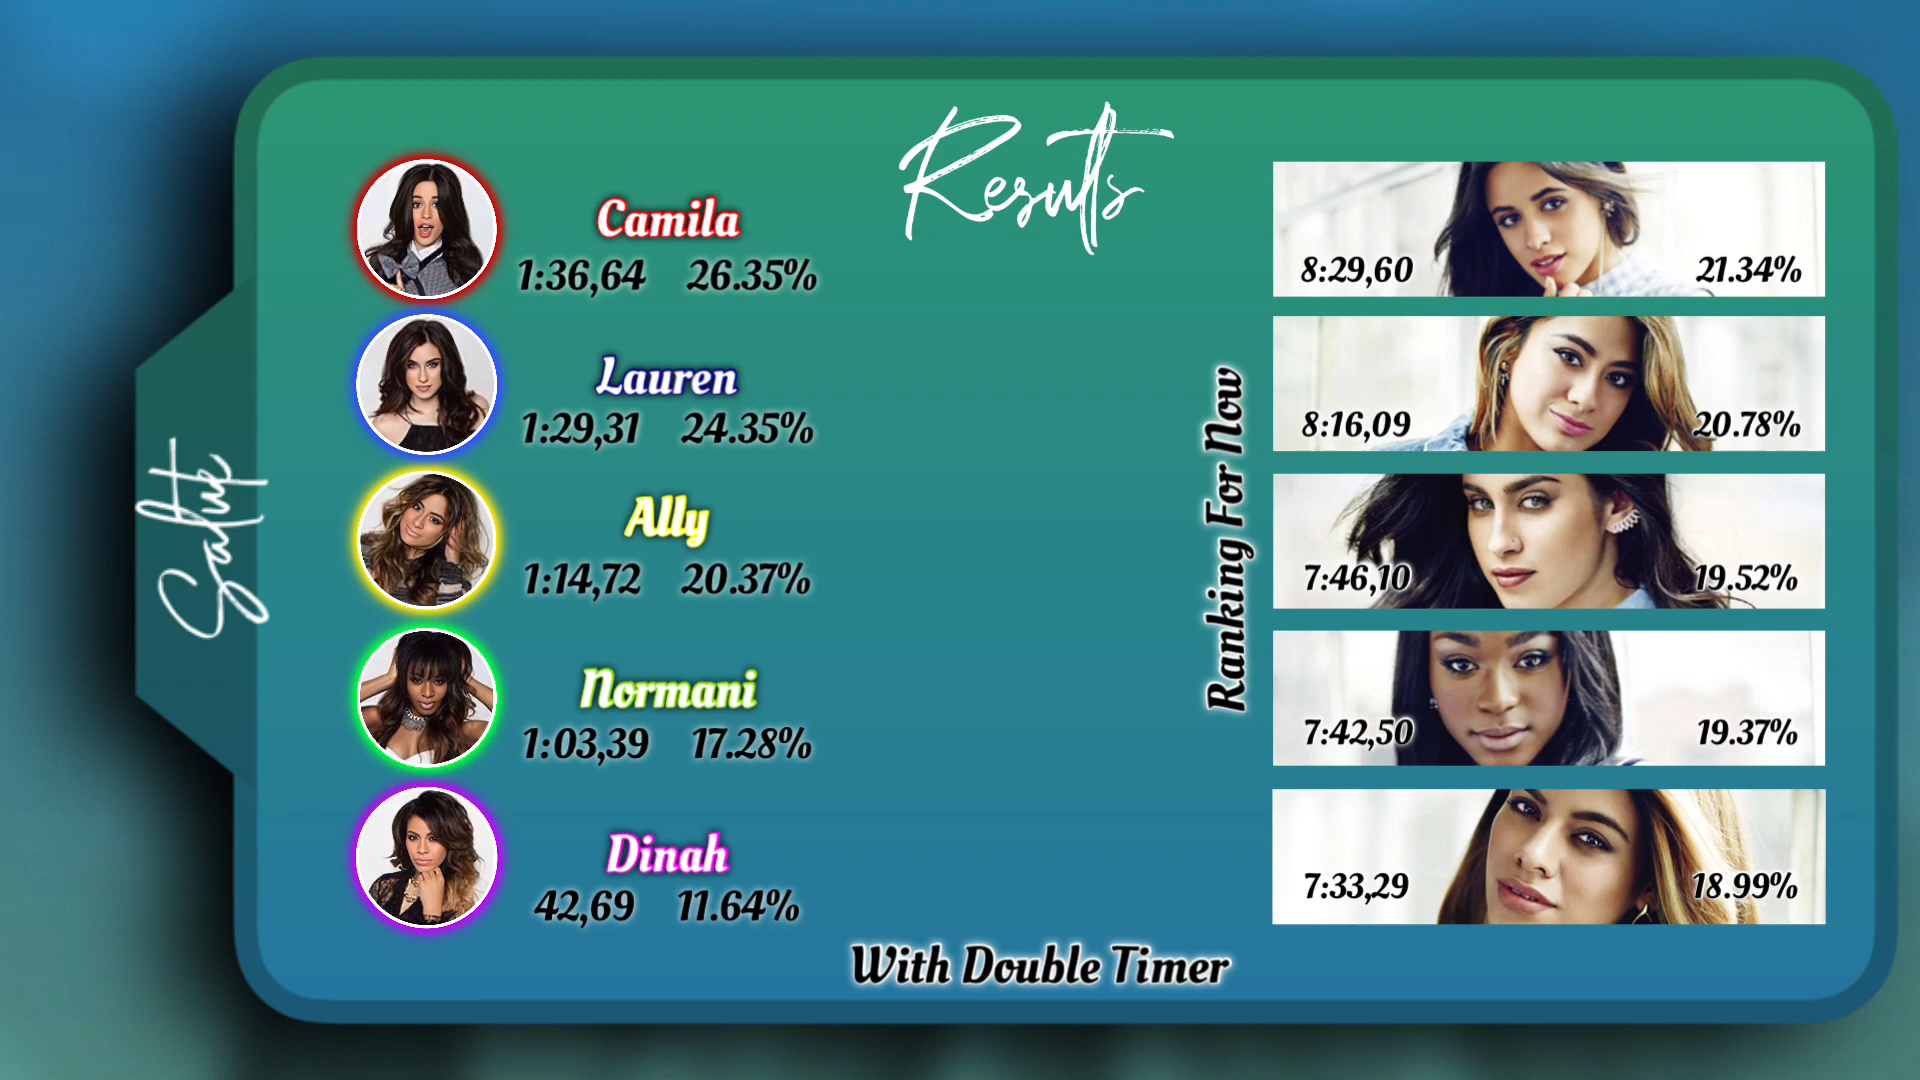 Results
Camila
1:36,64 26.35%
Lauren
1:29,31 24.35%
Ally
1:14,72 20.37%
Normani
1:03,39 17.28%
Dinah
42,69 11.64%
Salute
Ranking For Now
8:29,60 21.34%
8:16,09 20.78%
7:46,10 19.52%
7:42,50 19.37%
7:33,29 18.99%
With Double Timer